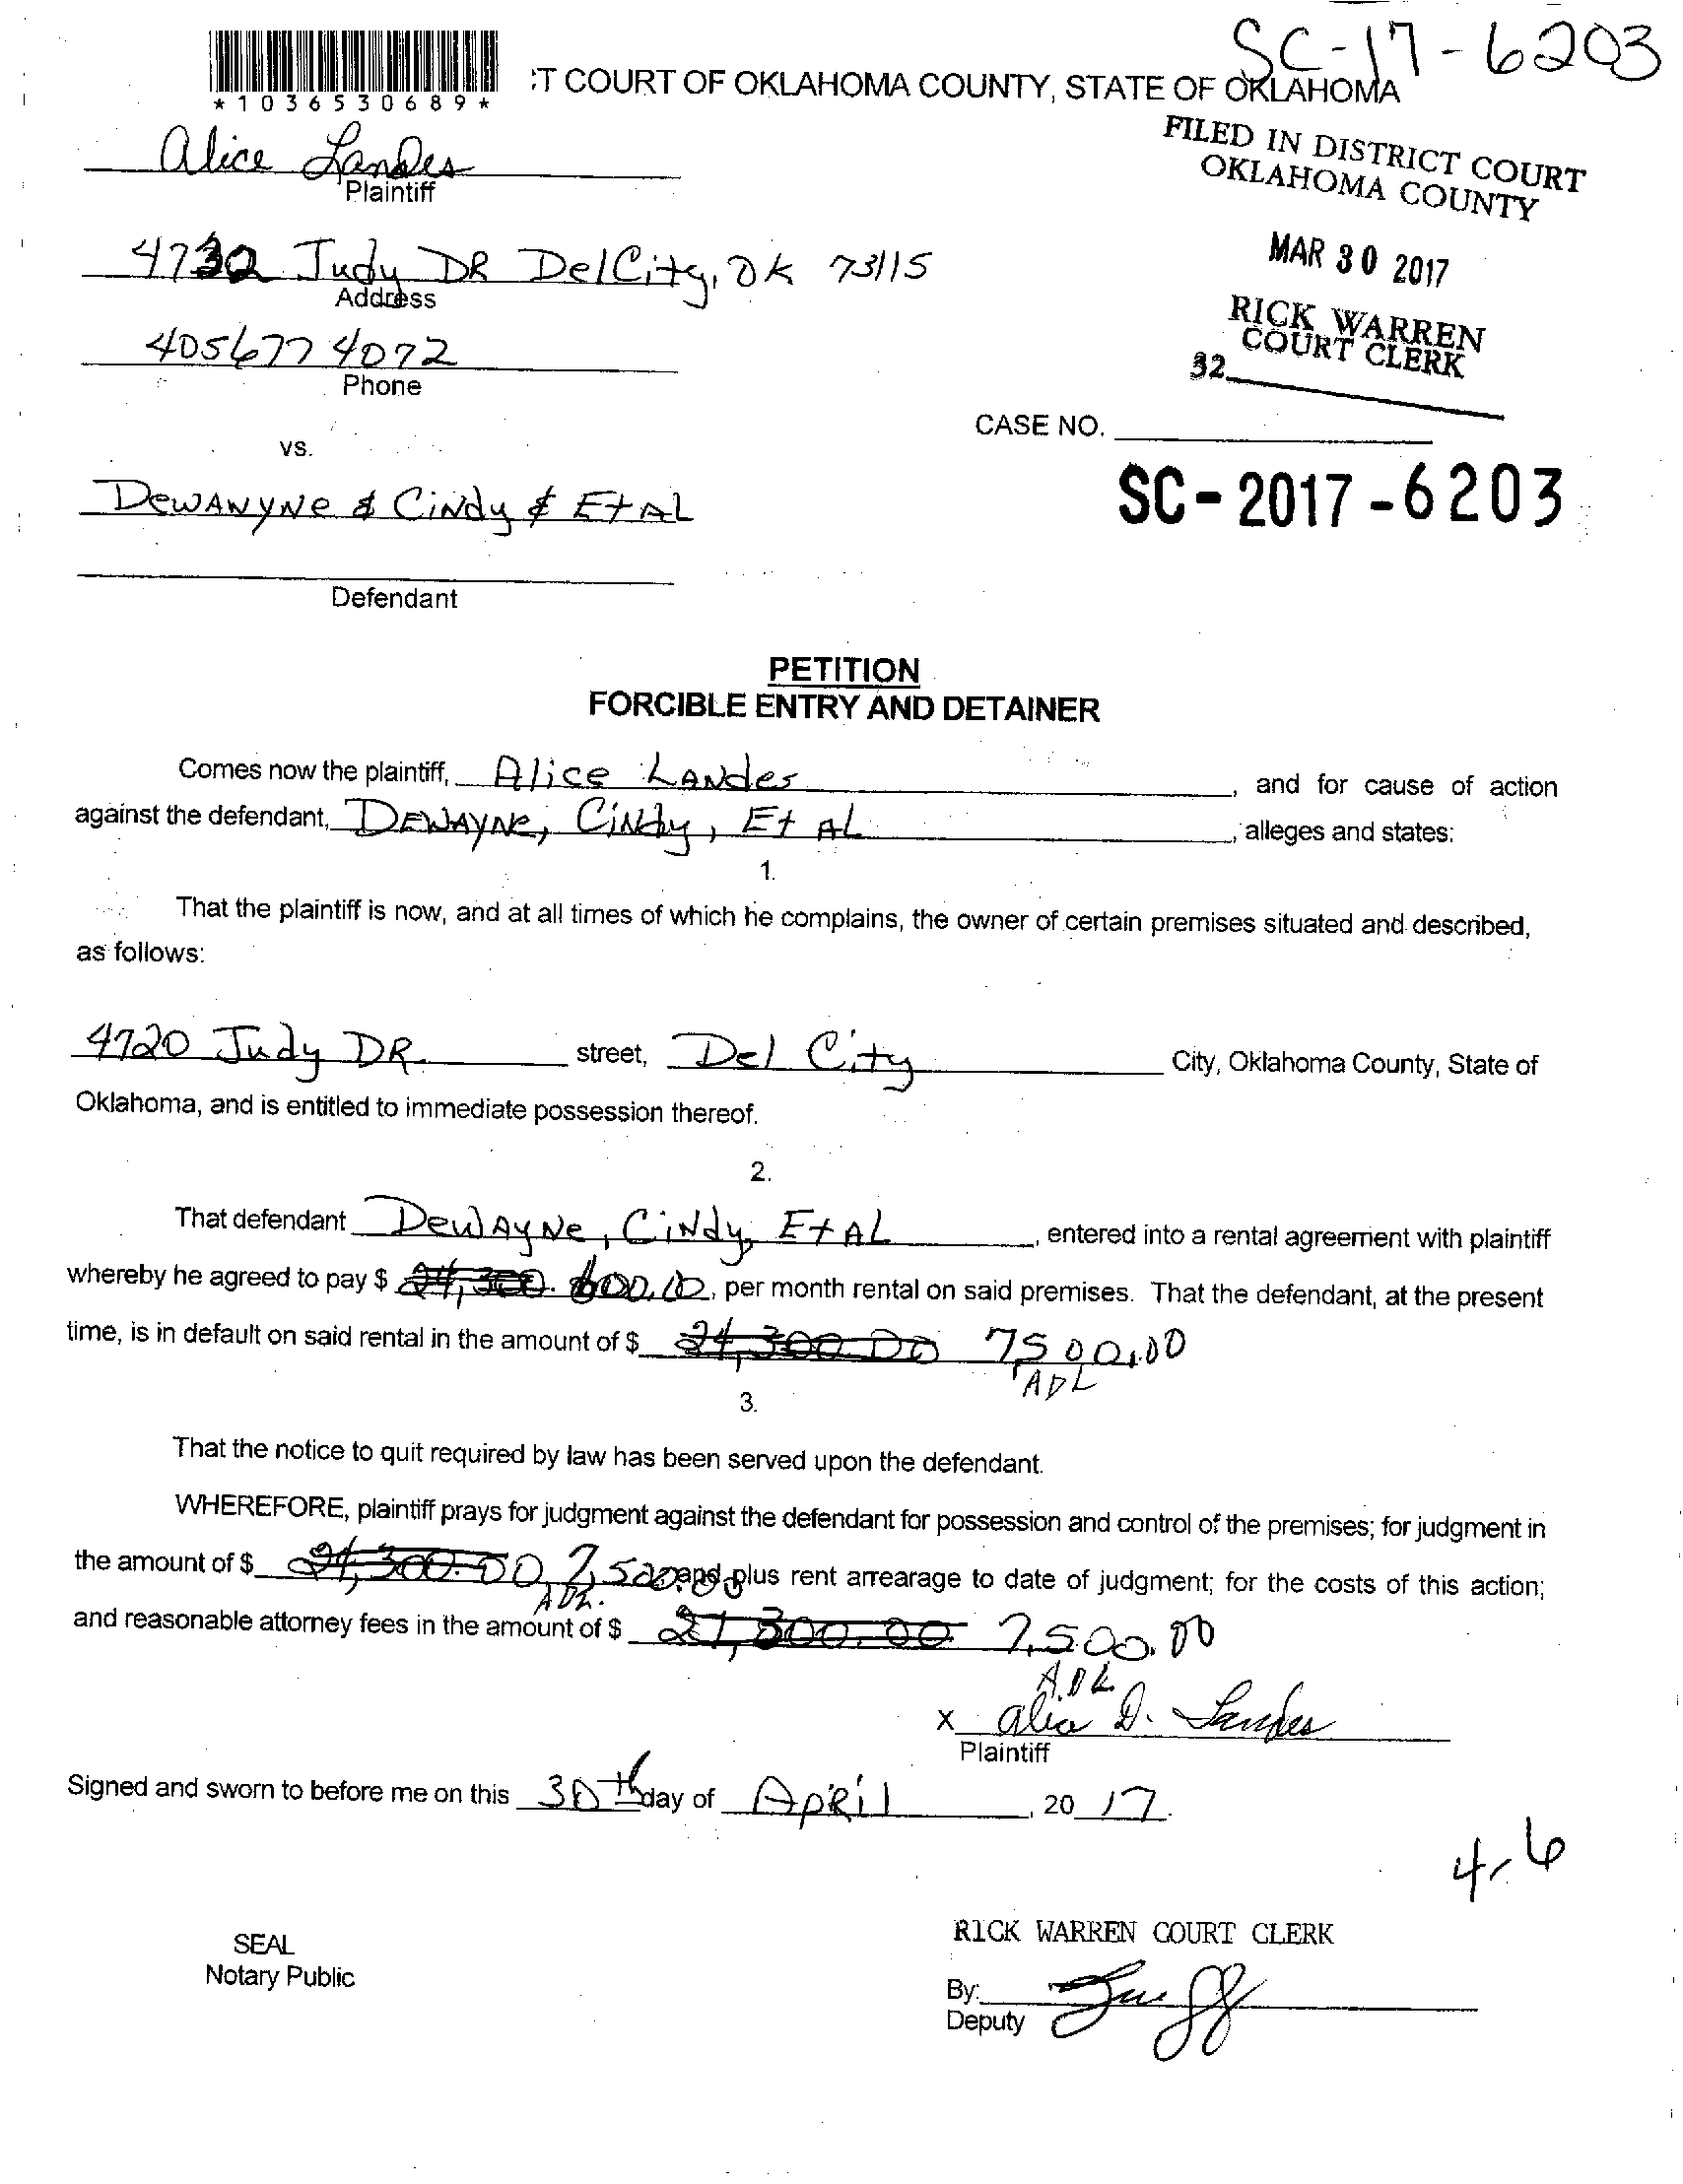 SC-17-6203
*1036530689*
:T COURT OF OKLAHOMA COUNTY, STATE OF OKLAHOMA
Alice Landes
Plaintiff
FILED IN DISTRICT COURT
OKLAHOMA COUNTY
MAR 30 2017
RICK WARREN
COURT CLERK
32
4732 Judy DR DelCity, OK 73115
Address
4056774072
Phone
CASE NO.
vs.
SC-2017-6203
DewANyNe & CiNdy & Et AL
Defendant
PETITION
FORCIBLE ENTRY AND DETAINER
Comes now the plaintiff, Alice LANdes, and for cause of action
against the defendant, DEWAYNe, CiNdy, Et AL, alleges and states:
1.
That the plaintiff is now, and at all times of which he complains, the owner of certain premises situated and described,
as follows:
4720 Judy DR. street, Del City City, Oklahoma County, State of
Oklahoma, and is entitled to immediate possession thereof.
2.
That defendant DewAyNe, CiNdy, Et AL, entered into a rental agreement with plaintiff
whereby he agreed to pay $ 24,300. 600.00, per month rental on said premises. That the defendant, at the present
time, is in default on said rental in the amount of $ 24,300.00 7500.00
ADL
3.
That the notice to quit required by law has been served upon the defendant.
WHEREFORE, plaintiff prays for judgment against the defendant for possession and control of the premises; for judgment in
the amount of $ 24,300.00 7,500.00 and plus rent arrearage to date of judgment; for the costs of this action;
ADL.
and reasonable attorney fees in the amount of $ 21,300.00 7,500.00
A.D.L.
x Alice D. Landes
Plaintiff
Signed and sworn to before me on this 30th day of ApRil, 20 17.
4-6
SEAL
Notary Public
RICK WARREN COURT CLERK
By:
Deputy